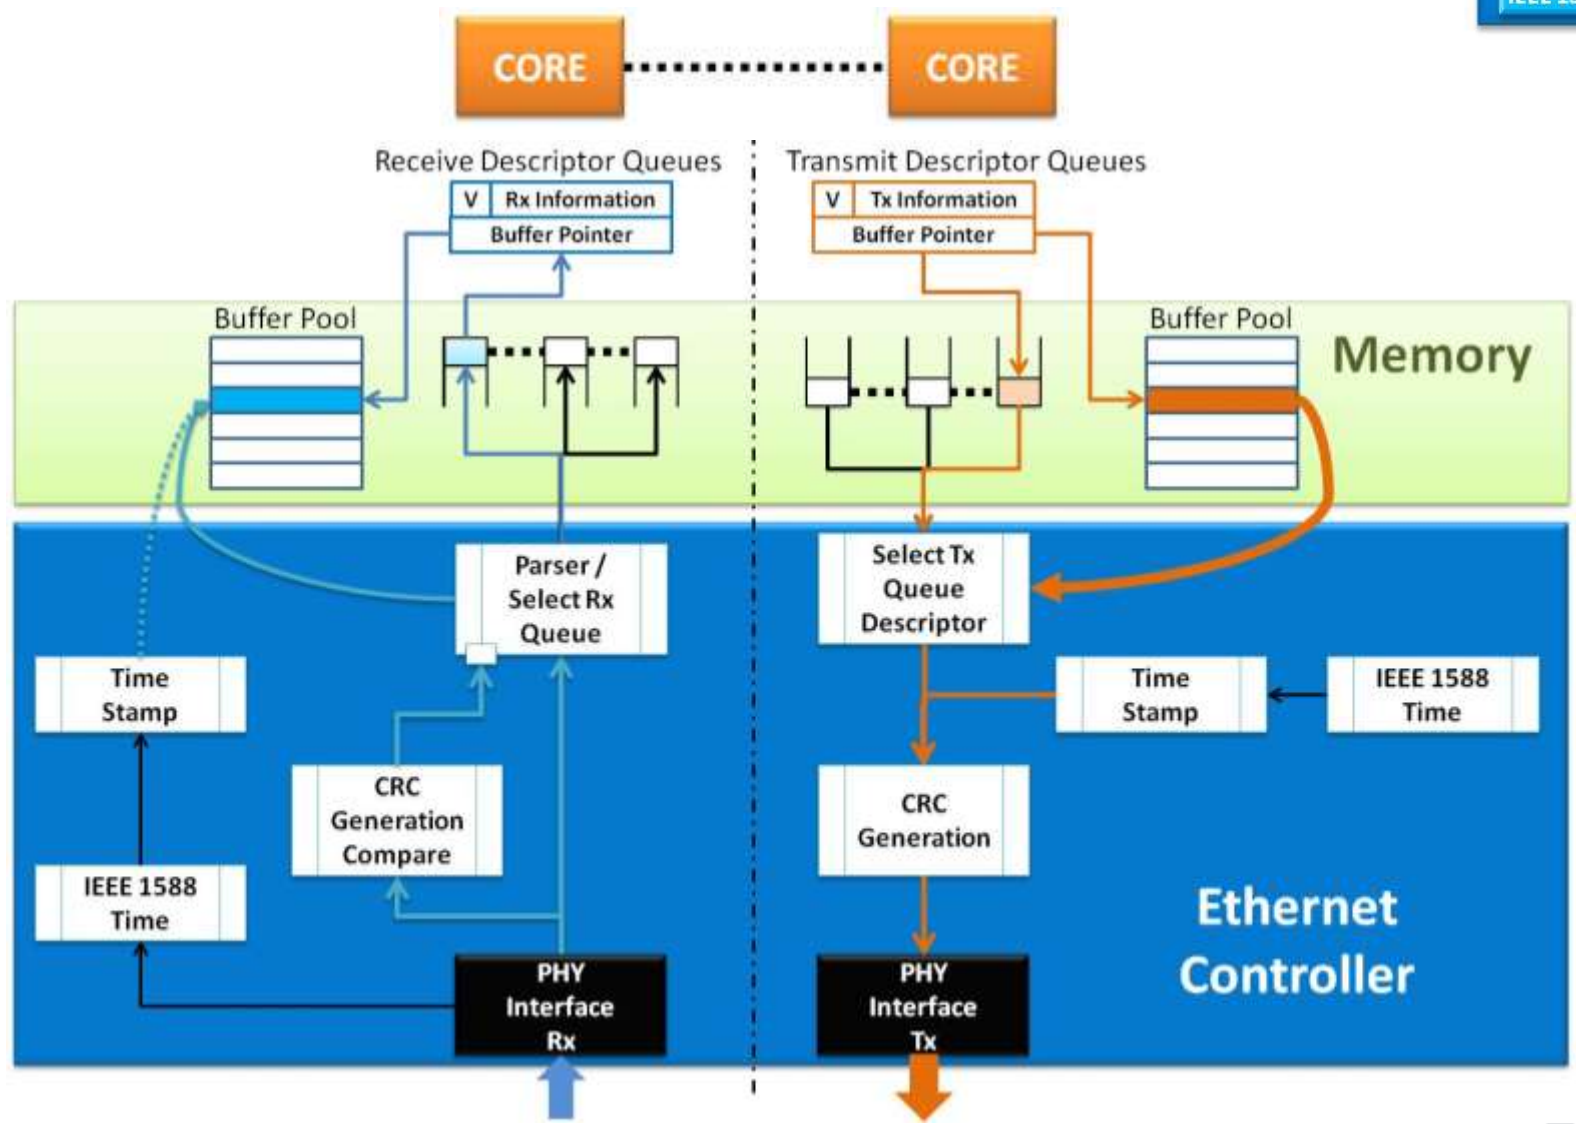 CORE
CORE
Receive Descriptor Queues
V Rx Information
Buffer Pointer
Transmit Descriptor Queues
V Tx Information
Buffer Pointer
Buffer Pool
Buffer Pool
Memory
Parser /
Select Rx
Queue
Select Tx
Queue
Descriptor
Time
Stamp
Time
Stamp
IEEE 1588
Time
CRC
Generation
Compare
CRC
Generation
IEEE 1588
Time
Ethernet
Controller
PHY
Interface
Rx
PHY
Interface
Tx